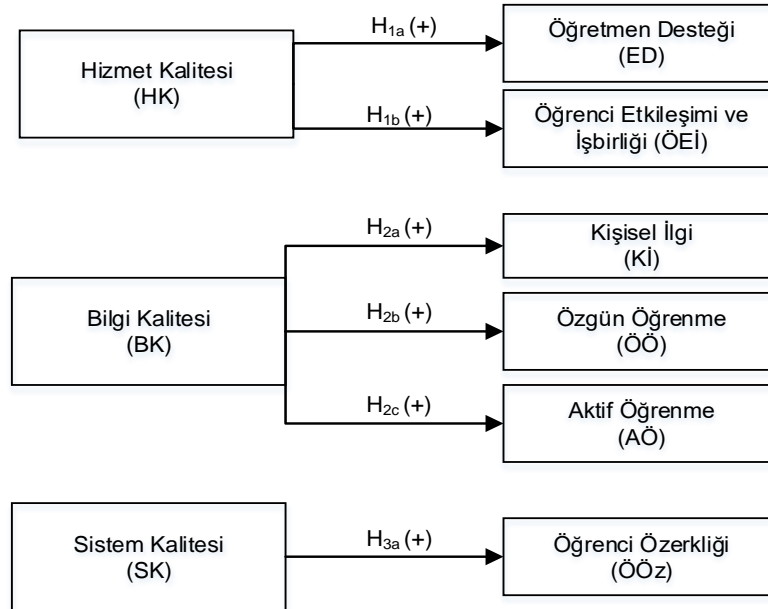 H1a (+)
Öğretmen Desteği
(ED)
Hizmet Kalitesi
(HK)
H1b (+)
Öğrenci Etkileşimi ve
İşbirliği (ÖEİ)
H2a (+)
Kişisel İlgi
(Kİ)
Bilgi Kalitesi
(BK)
H2b (+)
Özgün Öğrenme
(ÖÖ)
H2c (+)
Aktif Öğrenme
(AÖ)
Sistem Kalitesi
(SK)
H3a (+)
Öğrenci Özerkliği
(ÖÖz)